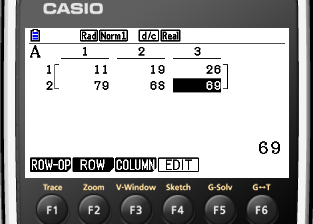 CASIO
Rad Norm1 d/c Real
A 1 2 3
1 11 19 26
2 79 68 69
69
ROW-OP ROW COLUMN EDIT
Trace Zoom V-Window Sketch G-Solv G↔T
F1 F2 F3 F4 F5 F6